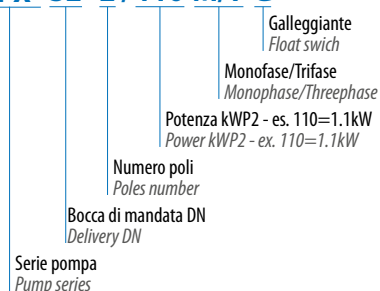 Galleggiante
Float swich
Monofase/Trifase
Monophase/Threephase
Potenza kWP2 - es. 110=1.1kW
Power kWP2 - ex. 110=1.1kW
Numero poli
Poles number
Bocca di mandata DN
Delivery DN
Serie pompa
Pump series